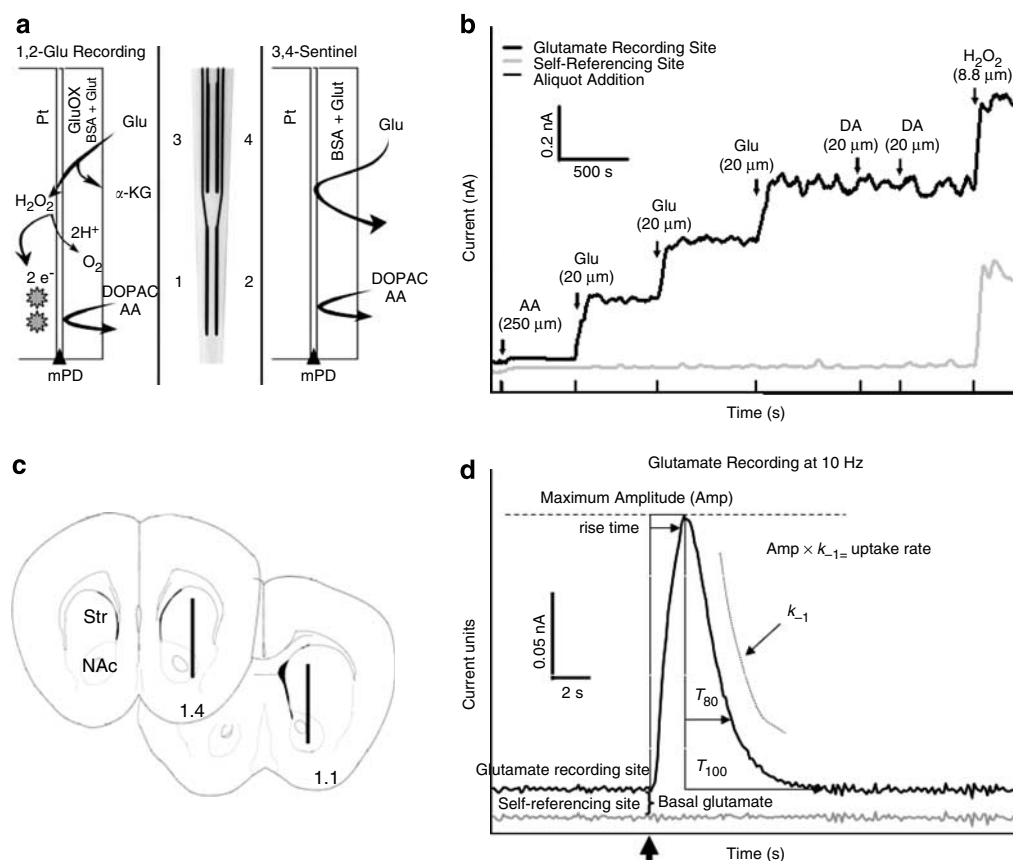 a
1,2-Glu Recording
3,4-Sentinel
Pt
GluOX
BSA + Glut
Glu
α-KG
H2O2
2H+
O2
2 e-
DOPAC
AA
mPD
3
4
1
2
Pt
BSA + Glut
Glu
DOPAC
AA
mPD
b
Glutamate Recording Site
Self-Referencing Site
Aliquot Addition
0.2 nA
500 s
Current (nA)
AA
(250 μm)
Glu
(20 μm)
Glu
(20 μm)
Glu
(20 μm)
DA
(20 μm)
DA
(20 μm)
H2O2
(8.8 μm)
Time (s)
c
Str
NAc
1.4
1.1
d
Glutamate Recording at 10 Hz
Maximum Amplitude (Amp)
rise time
Amp × k–1= uptake rate
k–1
0.05 nA
2 s
Current units
T80
T100
Glutamate recording site
Self-referencing site
Basal glutamate
Time (s)